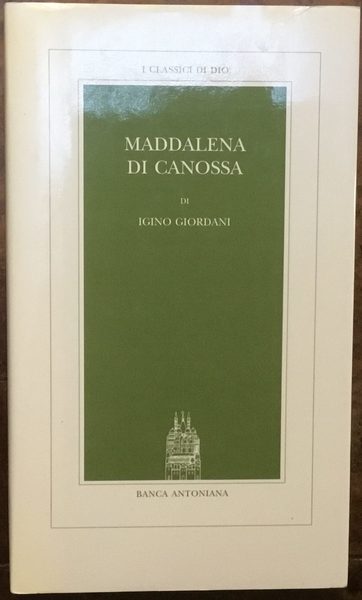 I CLASSICI DI DIO
MADDALENA
DI CANOSSA
DI
IGINO GIORDANI
BANCA ANTONIANA